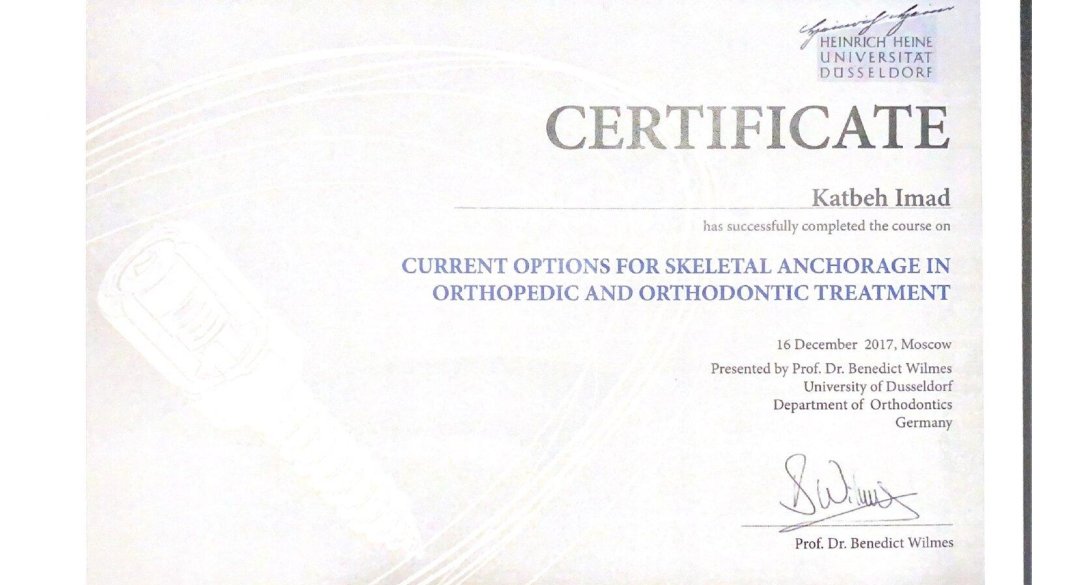 HEINRICH HEINE
UNIVERSITÄT
DÜSSELDORF
CERTIFICATE
Katbeh Imad
has successfully completed the course on
CURRENT OPTIONS FOR SKELETAL ANCHORAGE IN
ORTHOPEDIC AND ORTHODONTIC TREATMENT
16 December 2017, Moscow
Presented by Prof. Dr. Benedict Wilmes
University of Dusseldorf
Department of Orthodontics
Germany
B Wilmes
Prof. Dr. Benedict Wilmes